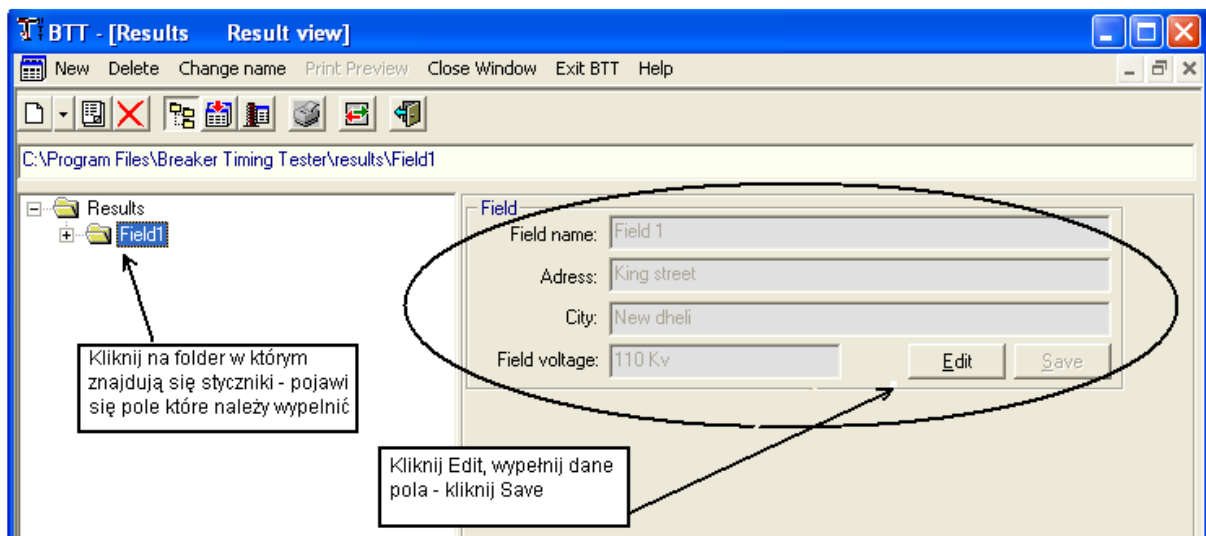 BTT - [Results Result view]
New Delete Change name Print Preview Close Window Exit BTT Help
C:\Program Files\Breaker Timing Tester\results\Field1
Results
Field1
Field
Field name: Field 1
Adress: King street
City: New dheli
Field voltage: 110 Kv
Edit Save
Kliknij na folder w którym
znajdują się styczniki - pojawi
się pole które należy wypelnić
Kliknij Edit, wypełnij dane
pola - kliknij Save